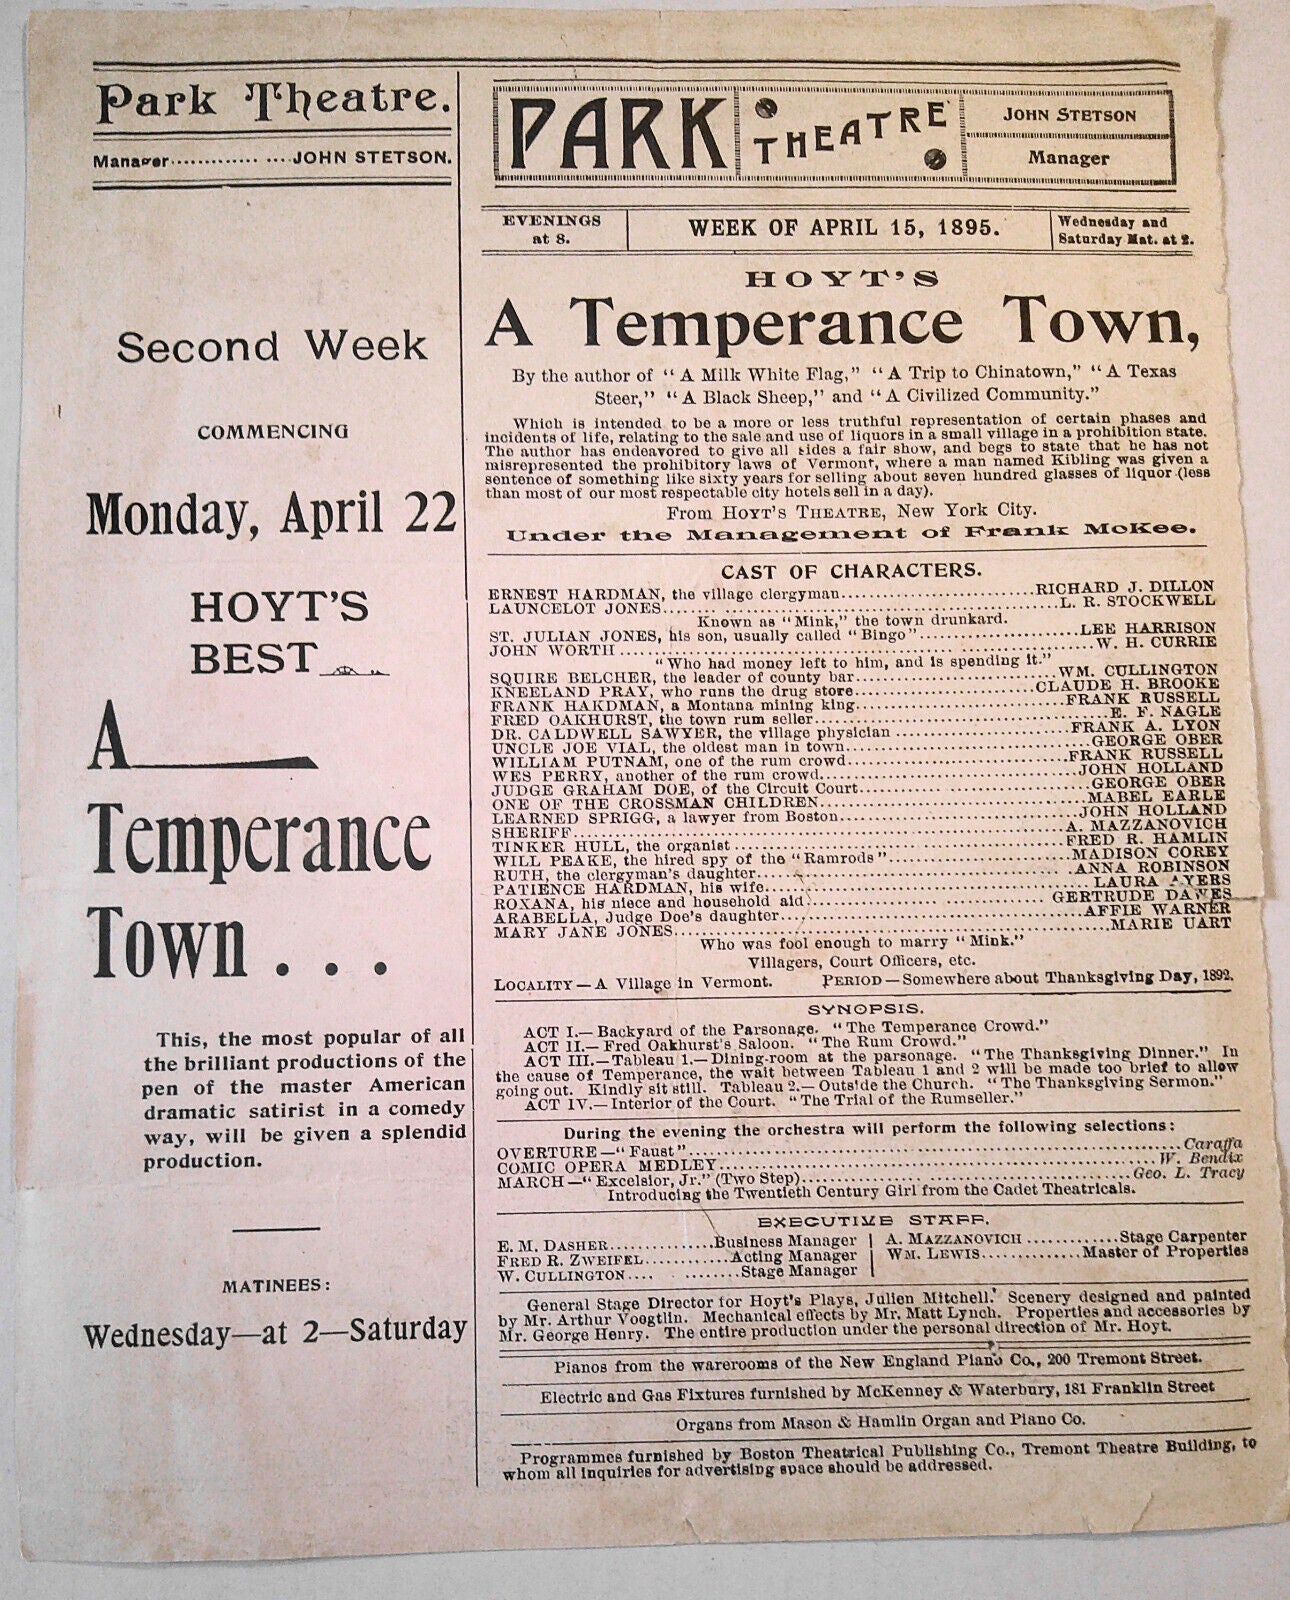 Park Theatre.
Manager ............ .... JOHN STETSON.
Second Week
COMMENCING
Monday, April 22
HOYT'S
BEST
A
Temperance
Town . . .
This, the most popular of all
the brilliant productions of the
pen of the master American
dramatic satirist in a comedy
way, will be given a splendid
production.
MATINEES:
Wednesday—at 2—Saturday
PARK THEATRE
JOHN STETSON
Manager
EVENINGS
at 8.
WEEK OF APRIL 15, 1895.
Wednesday and
Saturday Mat. at 2.
HOYT'S
A Temperance Town,
By the author of "A Milk White Flag," "A Trip to Chinatown," "A Texas
Steer," "A Black Sheep," and "A Civilized Community."
Which is intended to be a more or less truthful representation of certain phases and
incidents of life, relating to the sale and use of liquors in a small village in a prohibition state.
The author has endeavored to give all sides a fair show, and begs to state that he has not
misrepresented the prohibitory laws of Vermont, where a man named Kibling was given a
sentence of something like sixty years for selling about seven hundred glasses of liquor (less
than most of our most respectable city hotels sell in a day).
From HOYT'S THEATRE, New York City.
Under the Management of Frank McKee.
CAST OF CHARACTERS.
ERNEST HARDMAN, the village clergyman..........RICHARD J. DILLON
LAUNCELOT JONES..........L. R. STOCKWELL
Known as "Mink," the town drunkard.
ST. JULIAN JONES, his son, usually called "Bingo"..........LEE HARRISON
JOHN WORTH..........W. H. CURRIE
"Who had money left to him, and is spending it."
SQUIRE BELCHER, the leader of county bar..........WM. CULLINGTON
KNEELAND PRAY, who runs the drug store..........CLAUDE H. BROOKE
FRANK HARDMAN, a Montana mining king..........FRANK RUSSELL
FRED OAKHURST, the town rum seller..........E. F. NAGLE
DR. CALDWELL SAWYER, the village physician..........FRANK A. LYON
UNCLE JOE VIAL, the oldest man in town..........GEORGE OBER
WILLIAM PUTNAM, one of the rum crowd..........FRANK RUSSELL
WES PERRY, another of the rum crowd..........JOHN HOLLAND
JUDGE GRAHAM DOE, of the Circuit Court..........GEORGE OBER
ONE OF THE CROSSMAN CHILDREN..........MABEL EARLE
LEARNED SPRIGG, a lawyer from Boston..........JOHN HOLLAND
SHERIFF..........A. MAZZANOVICH
TINKER HULL, the organist..........FRED R. HAMLIN
WILL PEAKE, the hired spy of the "Ramrods"..........MADISON COREY
RUTH, the clergyman's daughter..........ANNA ROBINSON
PATIENCE HARDMAN, his wife..........LAURA AYERS
ROXANA, his niece and household aid..........GERTRUDE DAWES
ARABELLA, Judge Doe's daughter..........AFFIE WARNER
MARY JANE JONES..........MARIE UART
Who was fool enough to marry "Mink."
Villagers, Court Officers, etc.
LOCALITY—A Village in Vermont. PERIOD—Somewhere about Thanksgiving Day, 1892.
SYNOPSIS.
ACT I.—Backyard of the Parsonage. "The Temperance Crowd."
ACT II.—Fred Oakhurst's Saloon. "The Rum Crowd."
ACT III.—Tableau 1.—Dining-room at the parsonage. "The Thanksgiving Dinner." In
the cause of Temperance, the wait between Tableau 1 and 2 will be made too brief to allow
going out. Kindly sit still. Tableau 2.—Outside the Church. "The Thanksgiving Sermon."
ACT IV.—Interior of the Court. "The Trial of the Rumseller."
During the evening the orchestra will perform the following selections:
OVERTURE—"Faust"..........Caraffa
COMIC OPERA MEDLEY..........W. Bendix
MARCH—"Excelsior, Jr." (Two Step)..........Geo. L. Tracy
Introducing the Twentieth Century Girl from the Cadet Theatricals.
EXECUTIVE STAFF.
E. M. DASHER..........Business Manager
FRED R. ZWEIFEL..........Acting Manager
W. CULLINGTON..........Stage Manager
A. MAZZANOVICH..........Stage Carpenter
WM. LEWIS..........Master of Properties
General Stage Director for Hoyt's Plays, Julien Mitchell. Scenery designed and painted
by Mr. Arthur Voegtlin. Mechanical effects by Mr. Matt Lynch. Properties and accessories by
Mr. George Henry. The entire production under the personal direction of Mr. Hoyt.
Pianos from the warerooms of the New England Piano Co., 200 Tremont Street.
Electric and Gas Fixtures furnished by McKenney & Waterbury, 181 Franklin Street
Organs from Mason & Hamlin Organ and Piano Co.
Programmes furnished by Boston Theatrical Publishing Co., Tremont Theatre Building, to
whom all inquiries for advertising space should be addressed.